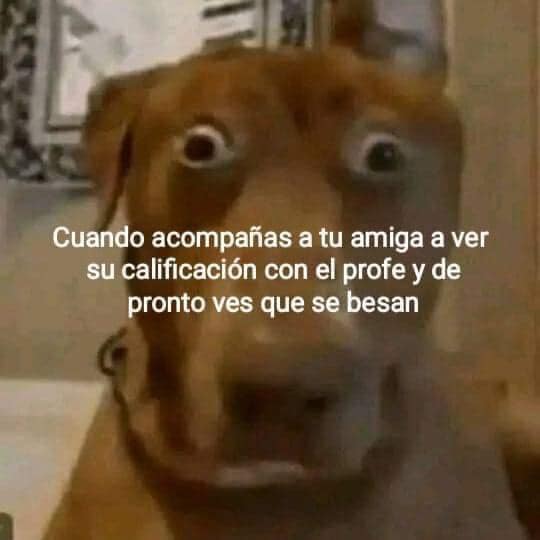 Cuando acompañas a tu amiga a ver
su calificación con el profe y de
pronto ves que se besan